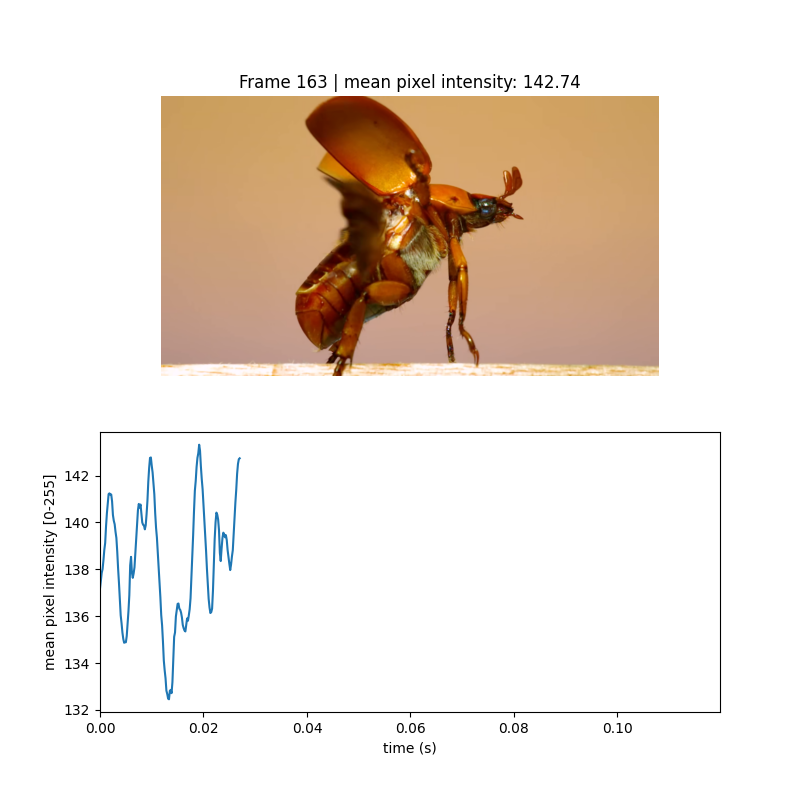 Frame 163 | mean pixel intensity: 142.74
mean pixel intensity [0-255]
142
140
138
136
134
132
0.00 0.02 0.04 0.06 0.08 0.10
time (s)